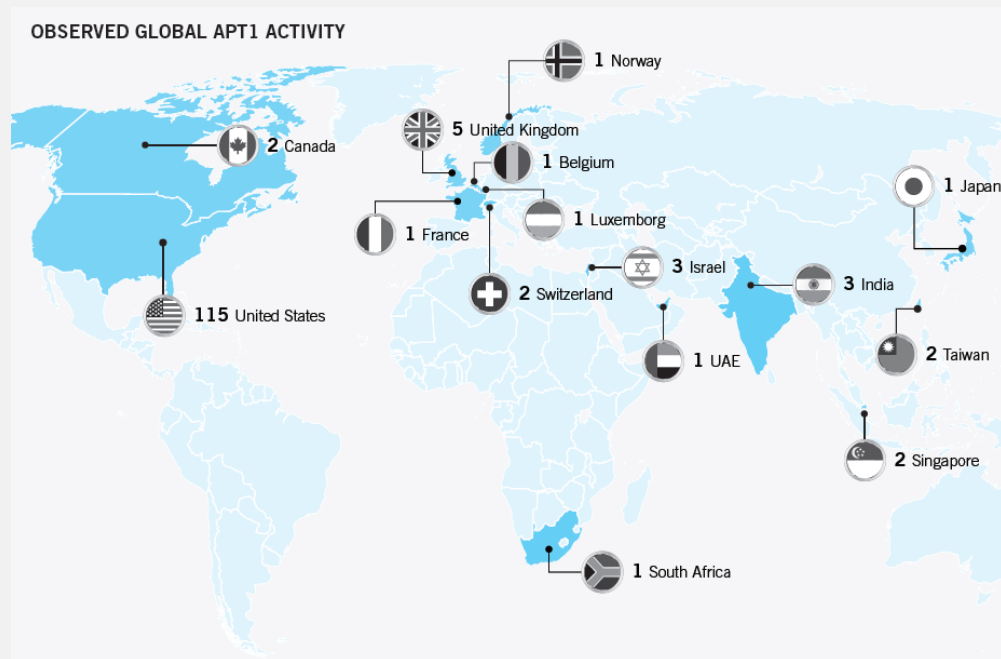 OBSERVED GLOBAL APT1 ACTIVITY
1 Norway
5 United Kingdom
2 Canada
1 Belgium
1 Japan
1 Luxemborg
1 France
3 Israel
3 India
2 Switzerland
115 United States
2 Taiwan
1 UAE
2 Singapore
1 South Africa